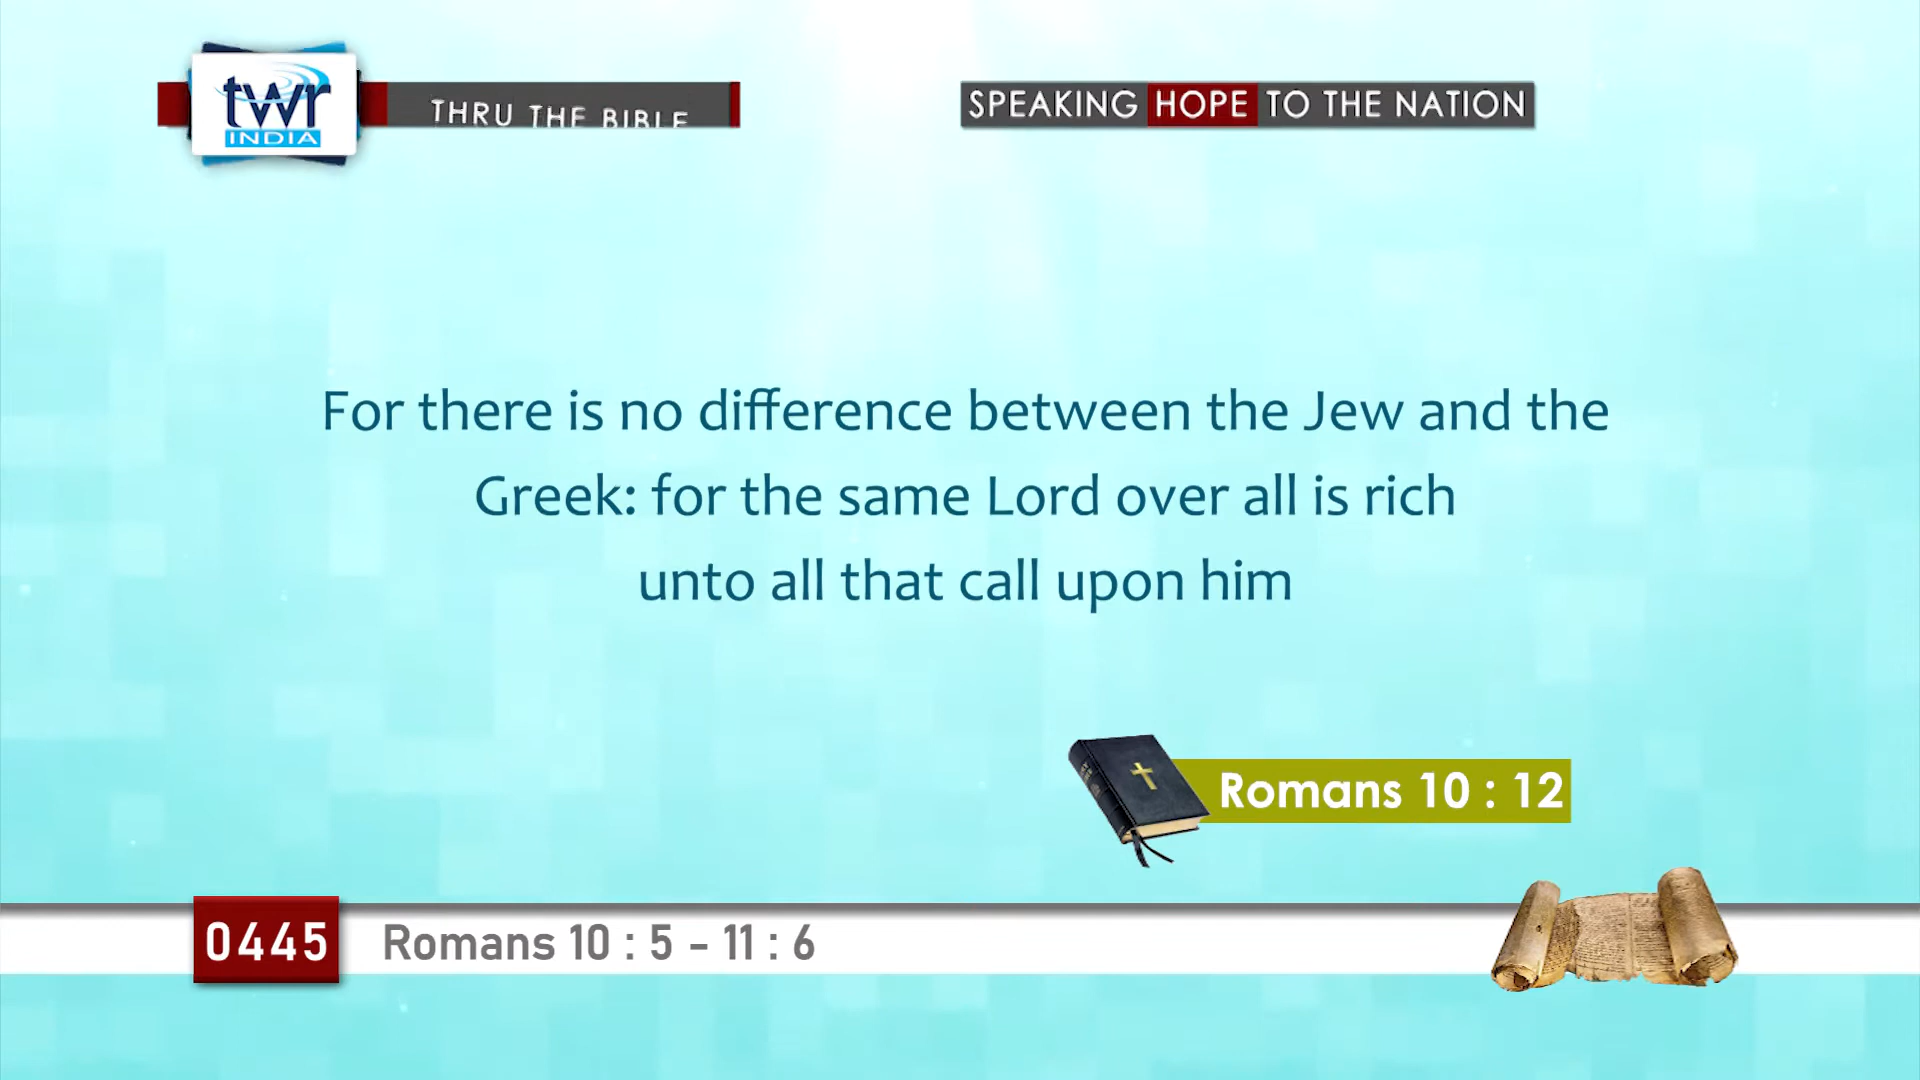 twr
INDIA
THRU THE BIBLE
SPEAKING HOPE TO THE NATION
For there is no difference between the Jew and the
Greek: for the same Lord over all is rich
unto all that call upon him
Romans 10 : 12
0445
Romans 10 : 5 - 11 : 6